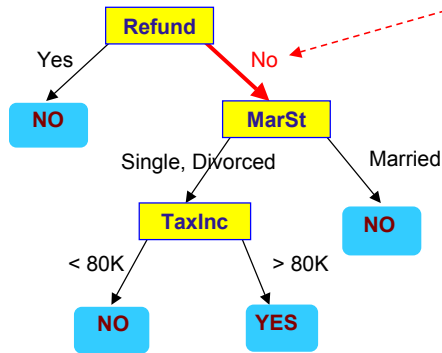 Refund
Yes
No
NO
MarSt
Single, Divorced
Married
TaxInc
NO
< 80K
> 80K
NO
YES